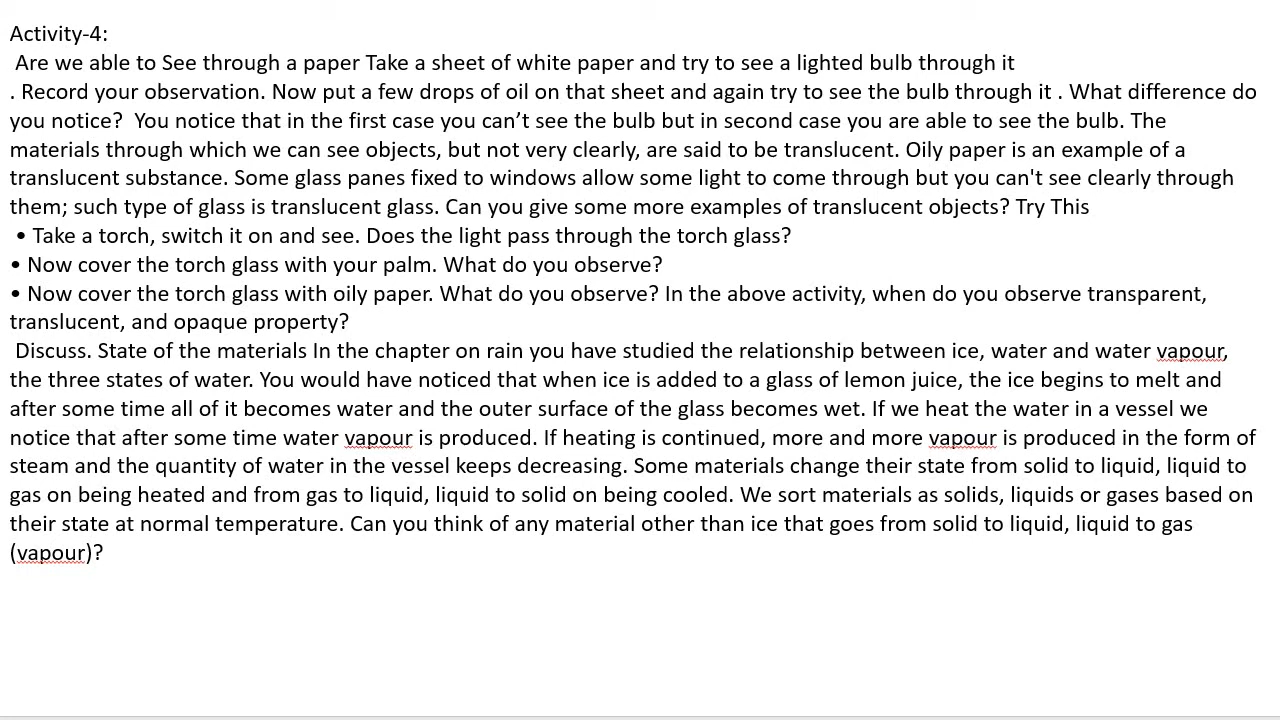 Activity-4:
Are we able to See through a paper Take a sheet of white paper and try to see a lighted bulb through it
. Record your observation. Now put a few drops of oil on that sheet and again try to see the bulb through it . What difference do
you notice?  You notice that in the first case you can’t see the bulb but in second case you are able to see the bulb. The
materials through which we can see objects, but not very clearly, are said to be translucent. Oily paper is an example of a
translucent substance. Some glass panes fixed to windows allow some light to come through but you can't see clearly through
them; such type of glass is translucent glass. Can you give some more examples of translucent objects? Try This
• Take a torch, switch it on and see. Does the light pass through the torch glass?
• Now cover the torch glass with your palm. What do you observe?
• Now cover the torch glass with oily paper. What do you observe? In the above activity, when do you observe transparent,
translucent, and opaque property?
Discuss. State of the materials In the chapter on rain you have studied the relationship between ice, water and water vapour,
the three states of water. You would have noticed that when ice is added to a glass of lemon juice, the ice begins to melt and
after some time all of it becomes water and the outer surface of the glass becomes wet. If we heat the water in a vessel we
notice that after some time water vapour is produced. If heating is continued, more and more vapour is produced in the form of
steam and the quantity of water in the vessel keeps decreasing. Some materials change their state from solid to liquid, liquid to
gas on being heated and from gas to liquid, liquid to solid on being cooled. We sort materials as solids, liquids or gases based on
their state at normal temperature. Can you think of any material other than ice that goes from solid to liquid, liquid to gas
(vapour)?